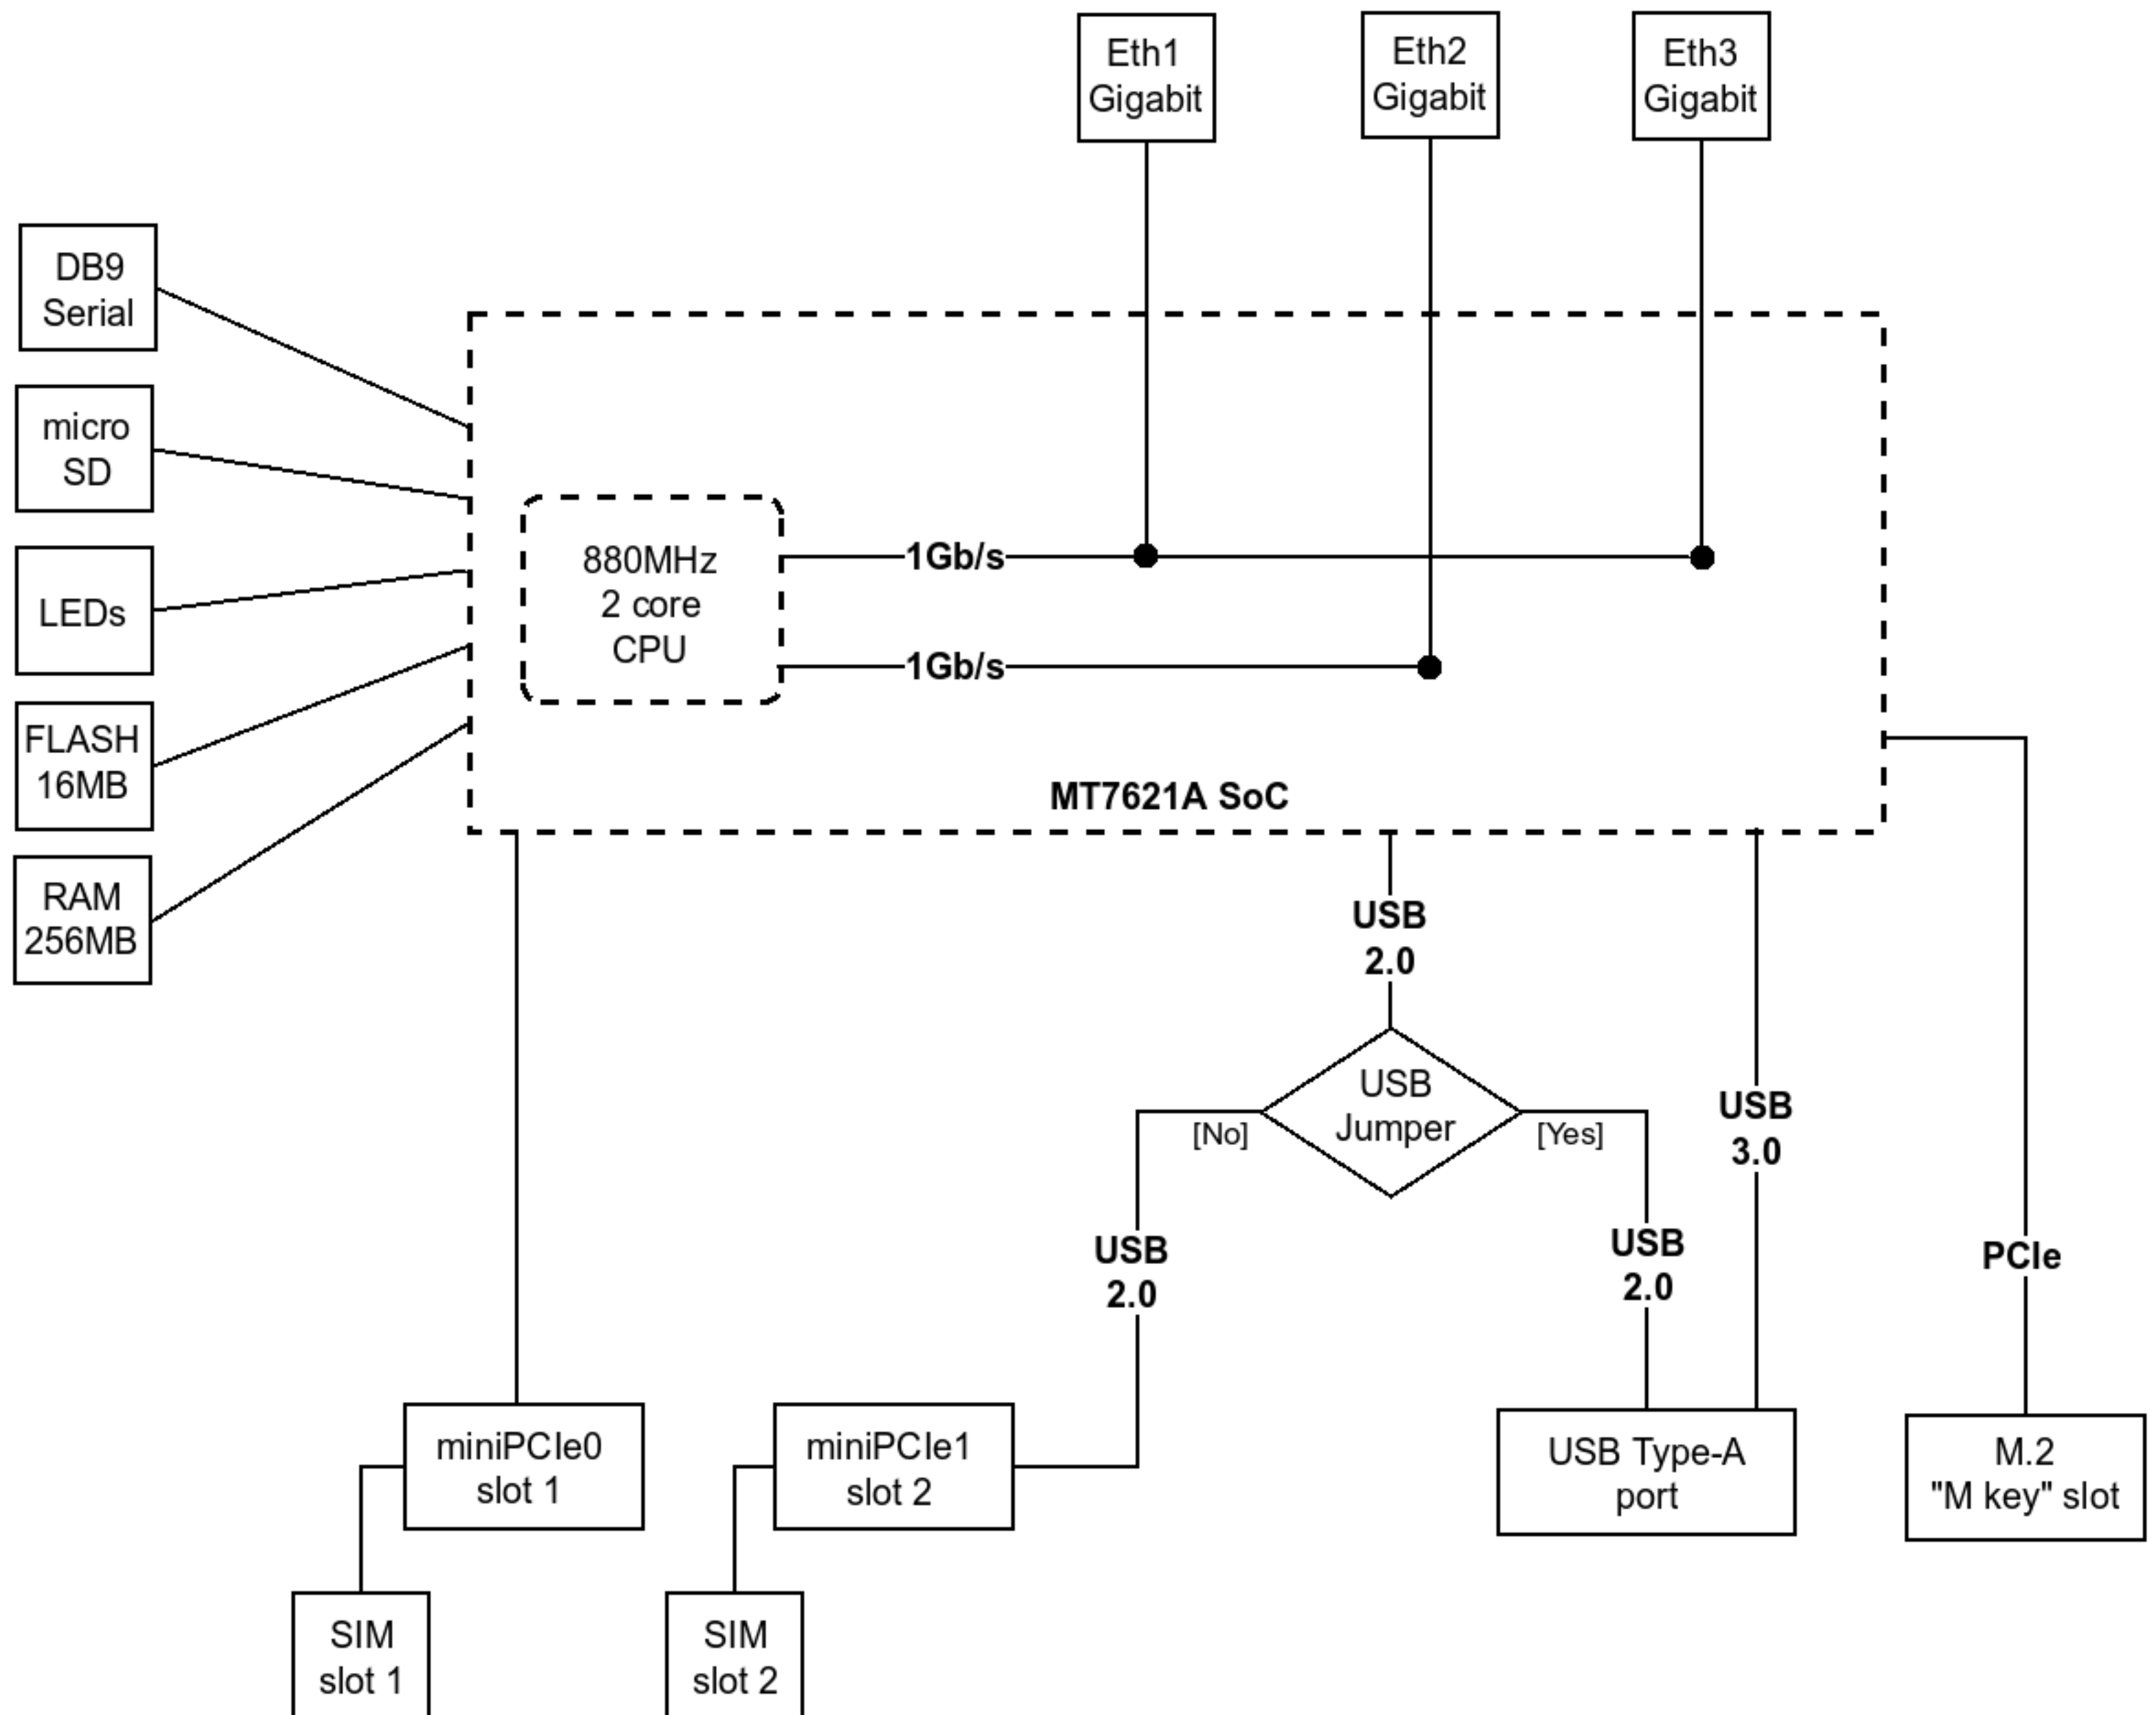 Eth1
Gigabit
Eth2
Gigabit
Eth3
Gigabit
DB9
Serial
micro
SD
LEDs
FLASH
16MB
RAM
256MB
880MHz
2 core
CPU
1Gb/s
1Gb/s
MT7621A SoC
USB
2.0
USB
Jumper
[No]
[Yes]
USB
3.0
USB
2.0
USB
2.0
PCIe
miniPCIe0
slot 1
miniPCIe1
slot 2
USB Type-A
port
M.2
"M key" slot
SIM
slot 1
SIM
slot 2